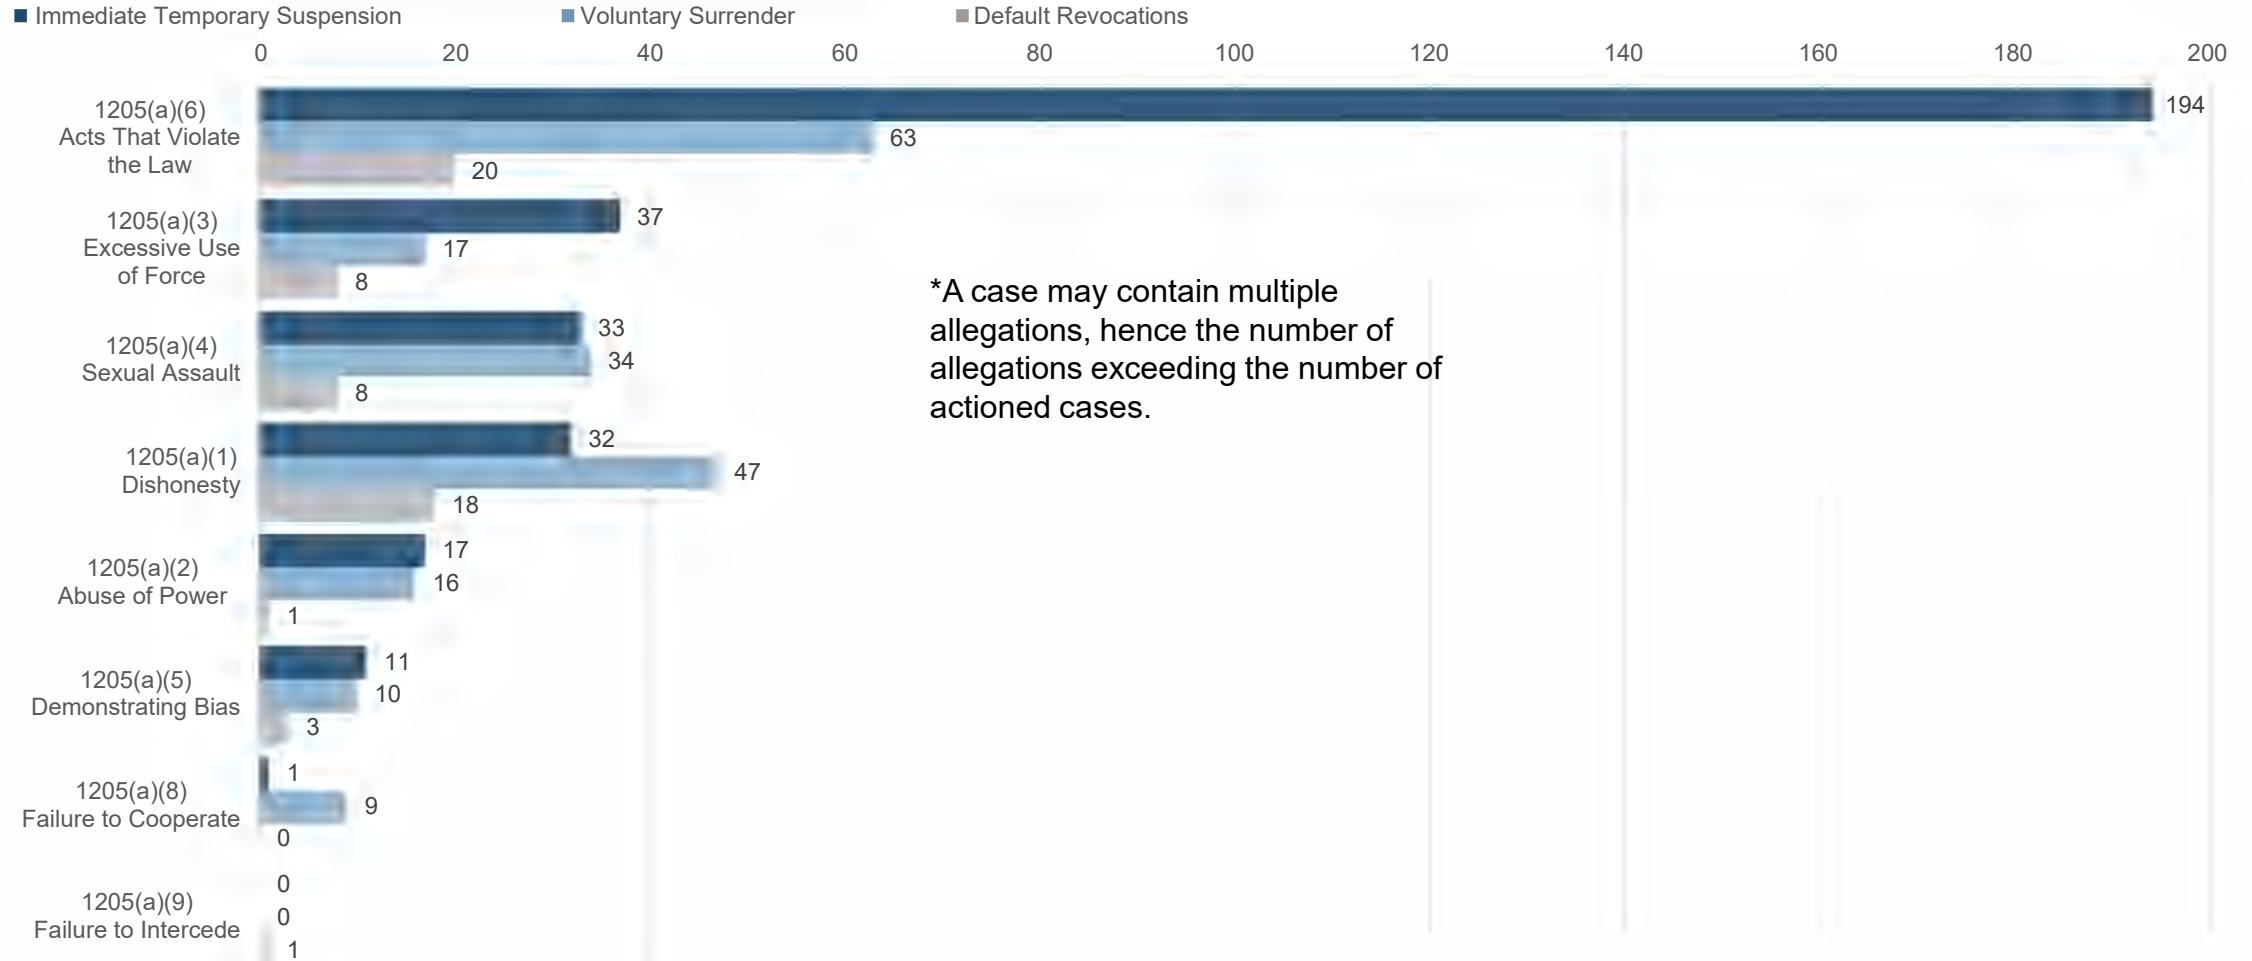 Immediate Temporary Suspension
Voluntary Surrender
Default Revocations
0 20 40 60 80 100 120 140 160 180 200
1205(a)(6)
Acts That Violate
the Law
194
63
20
1205(a)(3)
Excessive Use
of Force
37
17
8
1205(a)(4)
Sexual Assault
33
34
8
*A case may contain multiple
allegations, hence the number of
allegations exceeding the number of
actioned cases.
1205(a)(1)
Dishonesty
32
47
18
1205(a)(2)
Abuse of Power
17
16
1
1205(a)(5)
Demonstrating Bias
11
10
3
1205(a)(8)
Failure to Cooperate
1
9
0
1205(a)(9)
Failure to Intercede
0
0
1